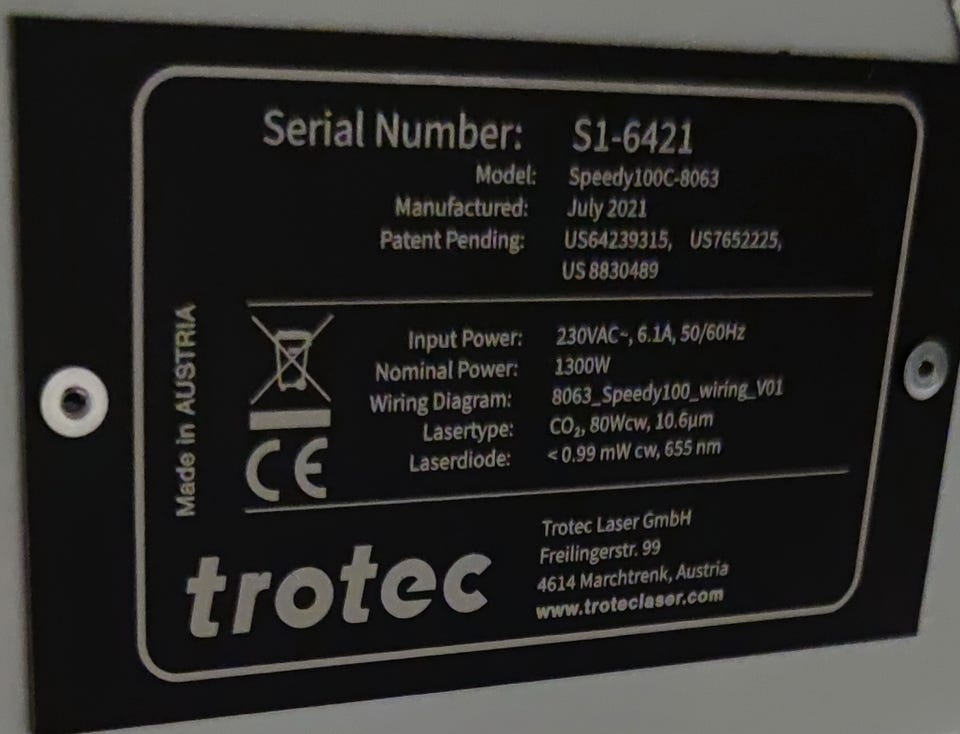 Serial Number: S1-6421
Model: Speedy100C-8063
Manufactured: July 2021
Patent Pending: US64239315, US7652225,
US 8830489
Made in AUSTRIA
Input Power: 230VAC~, 6.1A, 50/60Hz
Nominal Power: 1300W
Wiring Diagram: 8063_Speedy100_wiring_V01
Lasertype: CO₂, 80Wcw, 10.6µm
Laserdiode: < 0.99 mW cw, 655 nm
CE
trotec
Trotec Laser GmbH
Freilingerstr. 99
4614 Marchtrenk, Austria
www.troteclaser.com